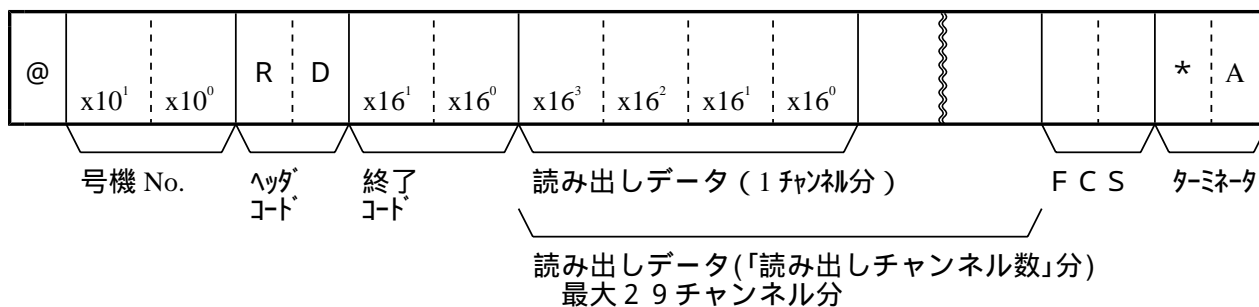 @ x10¹ x10⁰ R D x16¹ x16⁰ x16³ x16² x16¹ x16⁰ * A
号機 No. ﾍｯﾀﾞ 終了 読み出しデータ（1 ﾁｬﾝﾈﾙ分） ＦＣＳ ﾀｰﾐﾈｰﾀ
ｺｰﾄﾞ コード
読み出しデータ(｢読み出しチャンネル数｣分)
最大２９チャンネル分